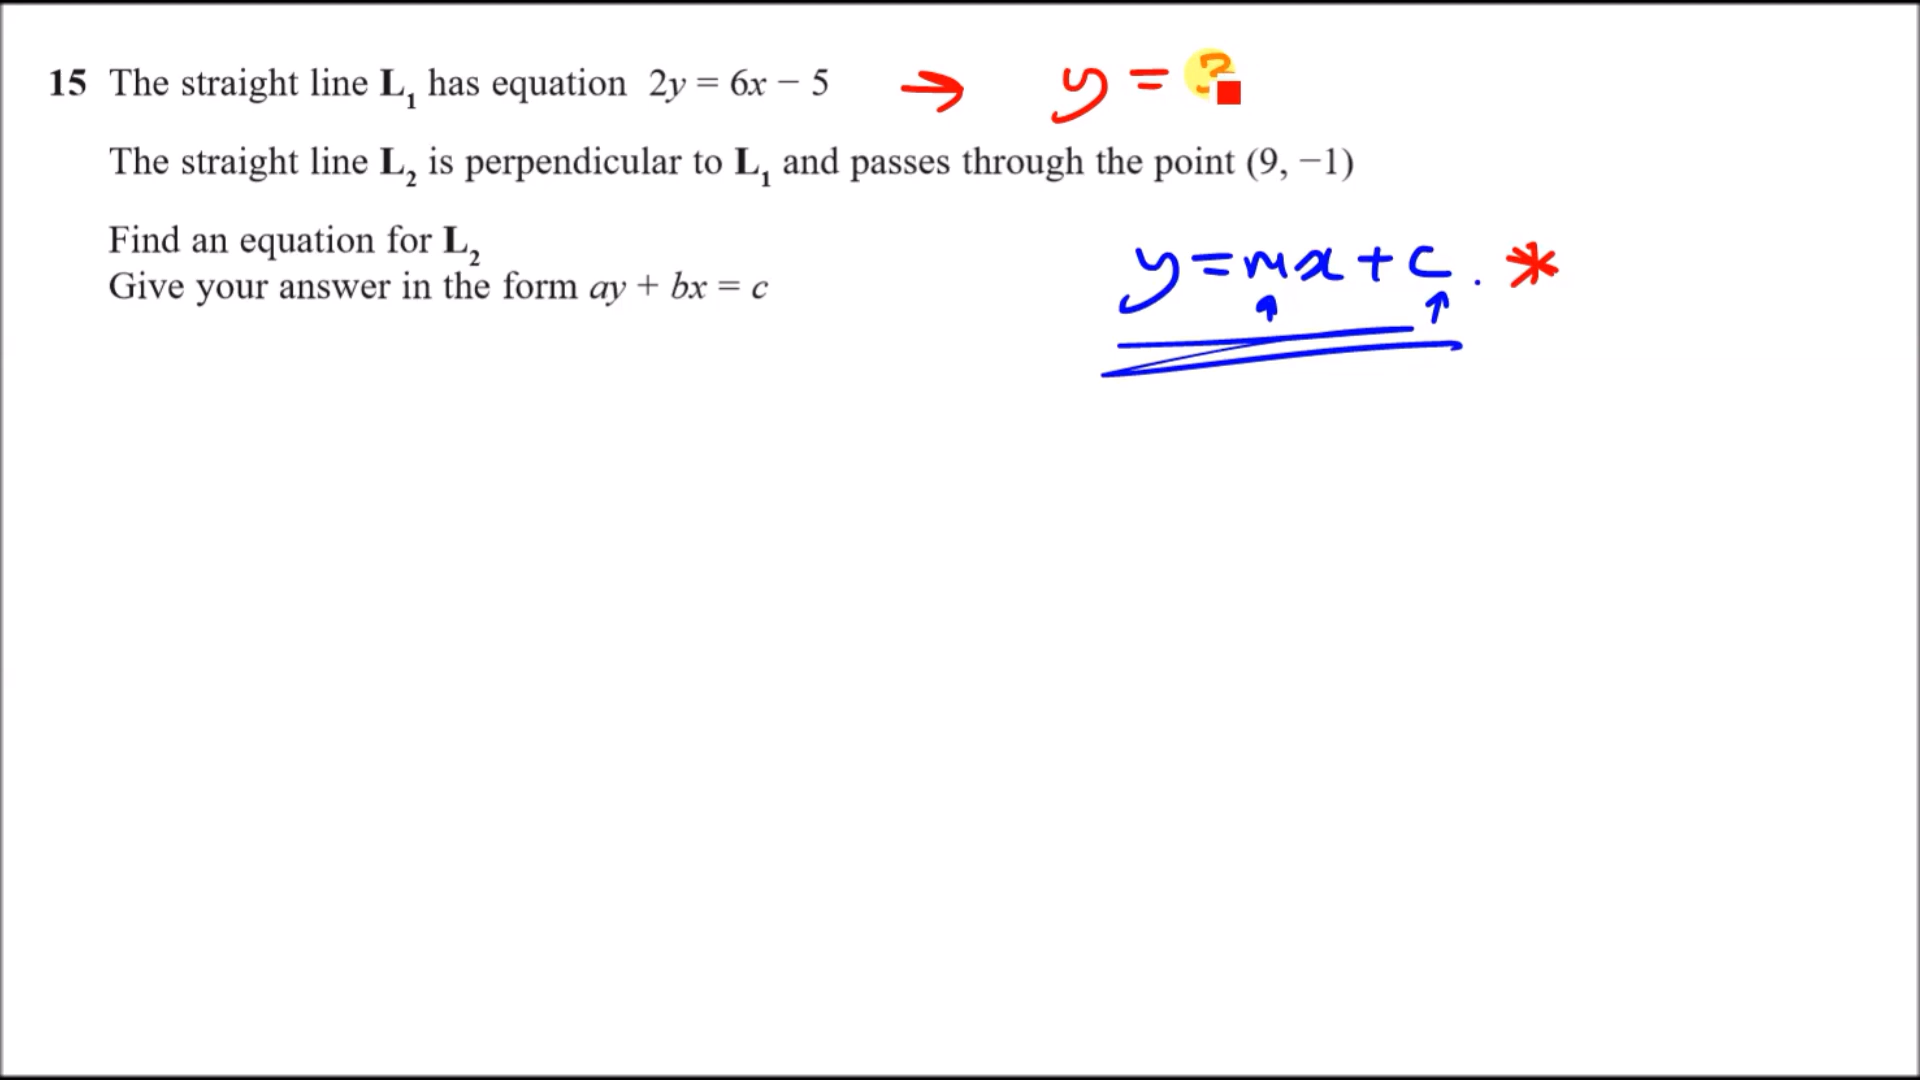 15 The straight line L₁ has equation 2y = 6x − 5 → y = ?
The straight line L₂ is perpendicular to L₁ and passes through the point (9, −1)
Find an equation for L₂
Give your answer in the form ay + bx = c
y = mx + c . *